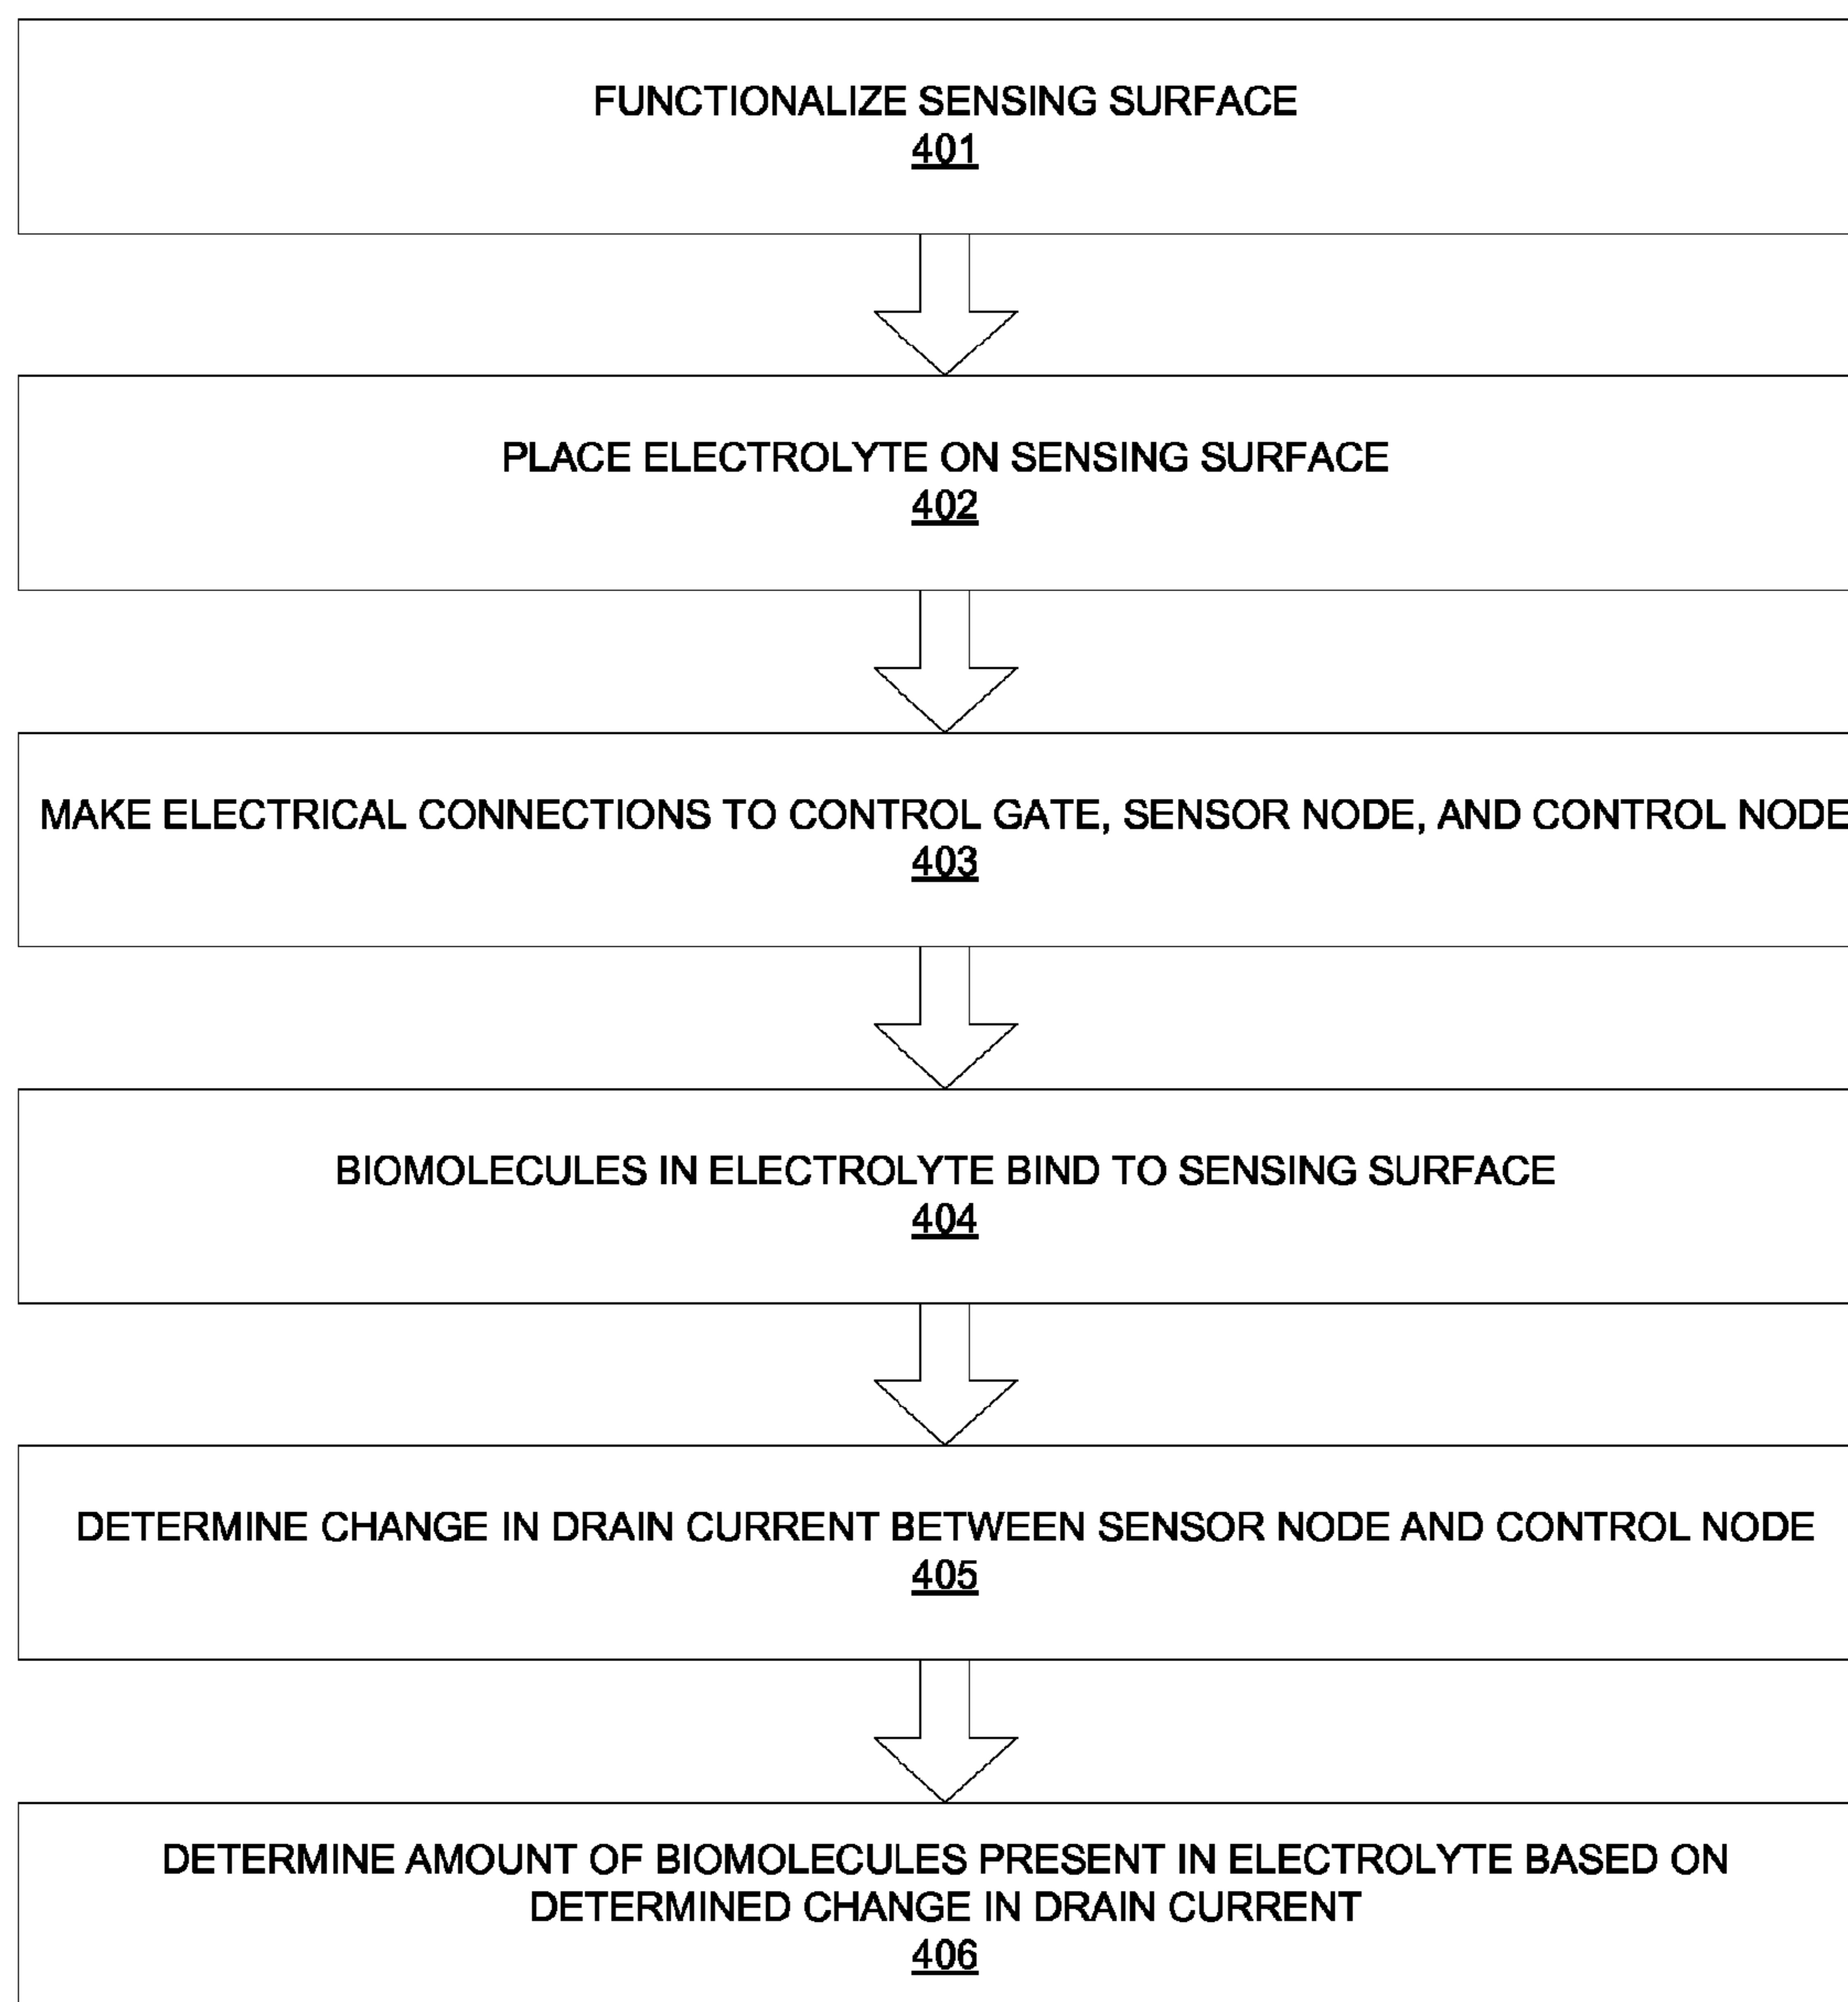 FUNCTIONALIZE SENSING SURFACE
401
PLACE ELECTROLYTE ON SENSING SURFACE
402
MAKE ELECTRICAL CONNECTIONS TO CONTROL GATE, SENSOR NODE, AND CONTROL NODE
403
BIOMOLECULES IN ELECTROLYTE BIND TO SENSING SURFACE
404
DETERMINE CHANGE IN DRAIN CURRENT BETWEEN SENSOR NODE AND CONTROL NODE
405
DETERMINE AMOUNT OF BIOMOLECULES PRESENT IN ELECTROLYTE BASED ON
DETERMINED CHANGE IN DRAIN CURRENT
406